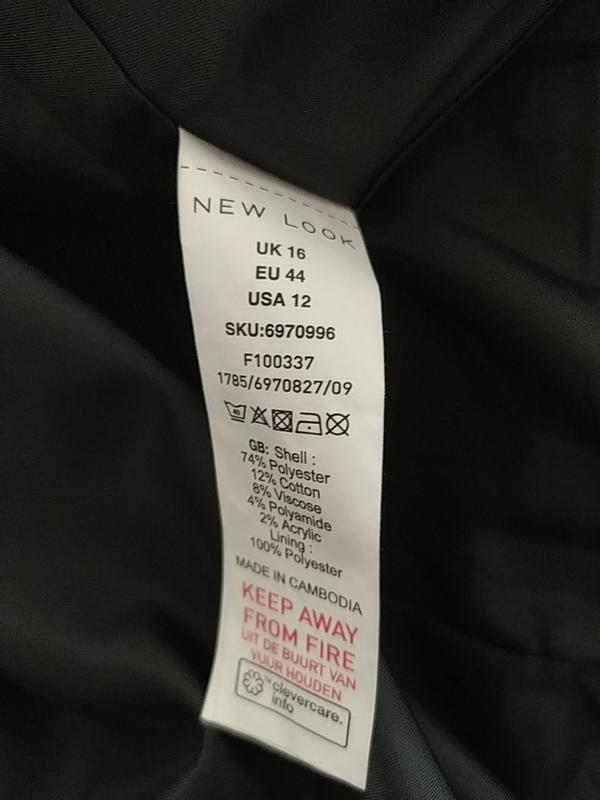 NEW LOOK
UK 16
EU 44
USA 12
SKU:6970996
F100337
1785/6970827/09
40
GB: Shell :
74% Polyester
12% Cotton
8% Viscose
4% Polyamide
2% Acrylic
Lining :
100% Polyester
MADE IN CAMBODIA
KEEP AWAY
FROM FIRE
UIT DE BUURT VAN
VUUR HOUDEN
™clevercare.
info